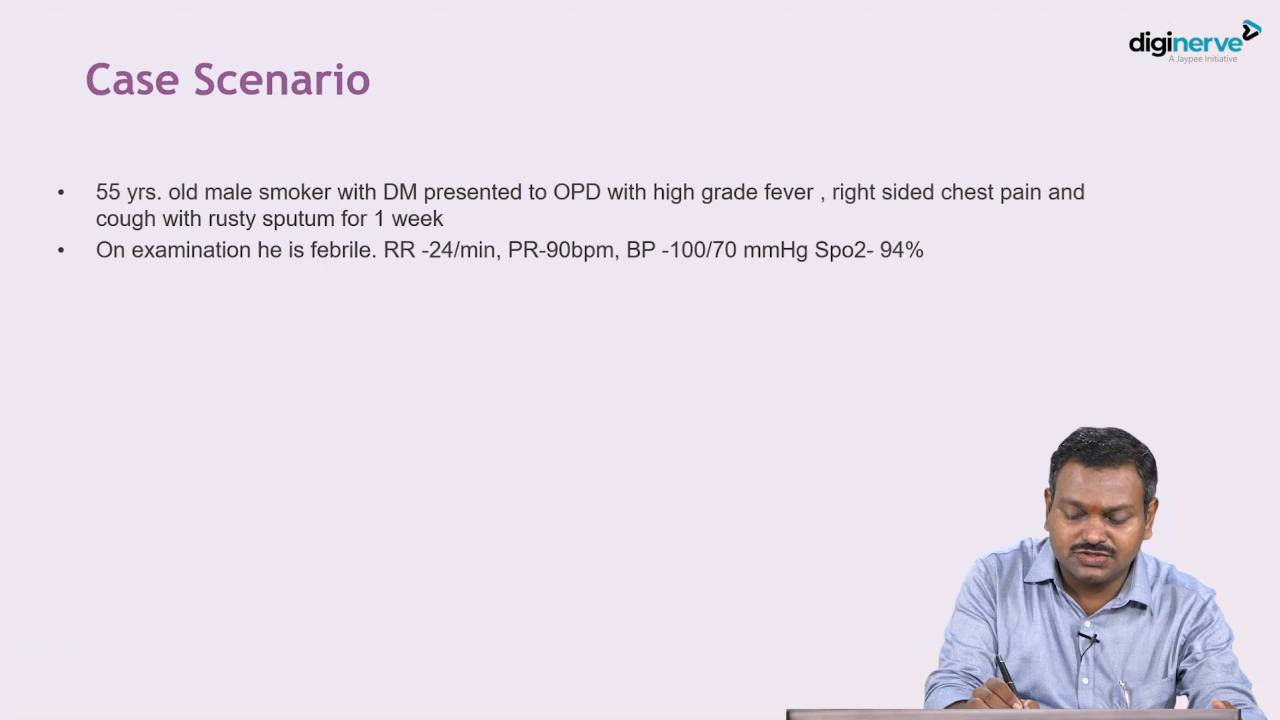 diginerve
A Jaypee Initiative
Case Scenario
• 55 yrs. old male smoker with DM presented to OPD with high grade fever , right sided chest pain and
cough with rusty sputum for 1 week
• On examination he is febrile. RR -24/min, PR-90bpm, BP -100/70 mmHg Spo2- 94%